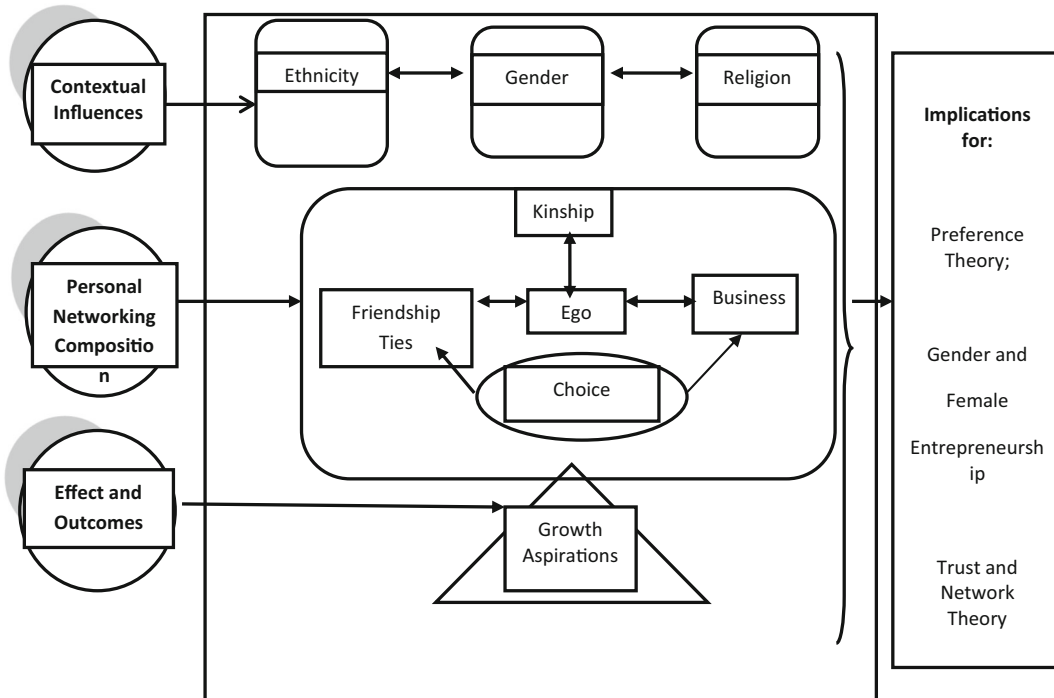 Contextual
Influences
Ethnicity
Gender
Religion
Personal
Networking
Compositio
n
Kinship
Friendship
Ties
Ego
Business
Choice
Effect and
Outcomes
Growth
Aspirations
Implications
for:
Preference
Theory;
Gender and
Female
Entrepreneursh
ip
Trust and
Network
Theory